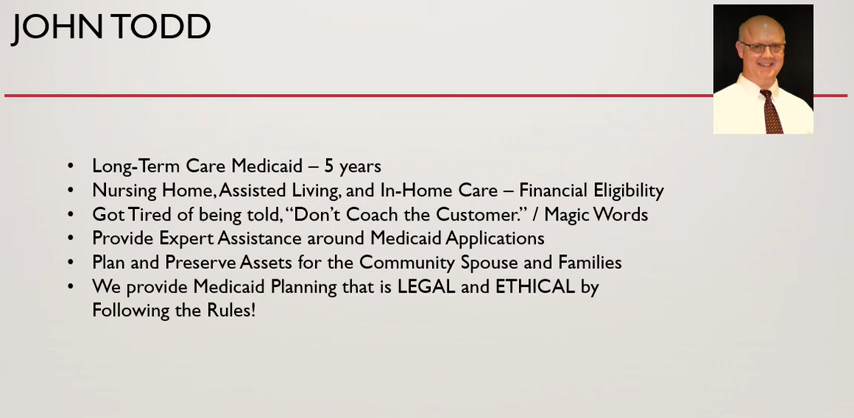 JOHN TODD
• Long-Term Care Medicaid – 5 years
• Nursing Home, Assisted Living, and In-Home Care – Financial Eligibility
• Got Tired of being told, “Don’t Coach the Customer.” / Magic Words
• Provide Expert Assistance around Medicaid Applications
• Plan and Preserve Assets for the Community Spouse and Families
• We provide Medicaid Planning that is LEGAL and ETHICAL by
Following the Rules!